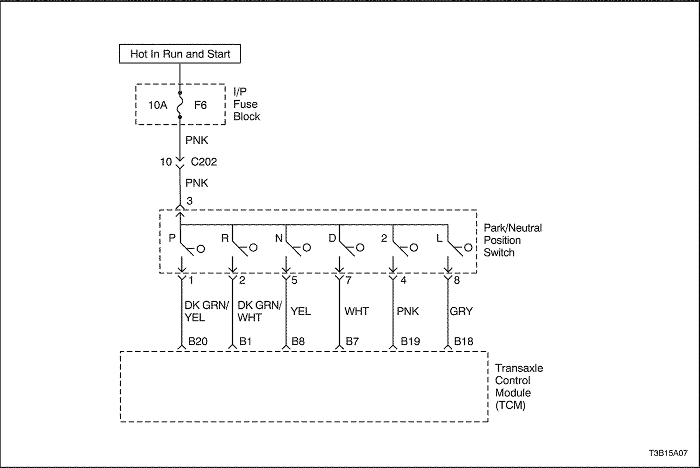 Hot In Run and Start
10A
F6
I/P
Fuse
Block
PNK
10
C202
PNK
3
P
R
N
D
2
L
Park/Neutral
Position
Switch
1
2
5
7
4
8
DK GRN/
YEL
DK GRN/
WHT
YEL
WHT
PNK
GRY
B20
B1
B8
B7
B19
B18
Transaxle
Control
Module
(TCM)
T3B15A07